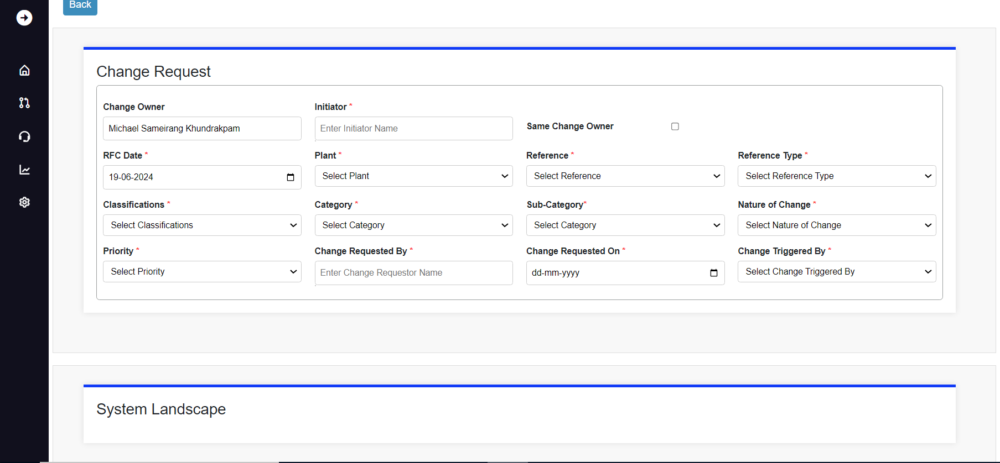 Back
Change Request
Change Owner
Initiator *
Michael Sameirang Khundrakpam
Enter Initiator Name
Same Change Owner
RFC Date *
Plant *
Reference *
Reference Type *
19-06-2024
Select Plant
Select Reference
Select Reference Type
Classifications *
Category *
Sub-Category*
Nature of Change *
Select Classifications
Select Category
Select Category
Select Nature of Change
Priority *
Change Requested By *
Change Requested On *
Change Triggered By *
Select Priority
Enter Change Requestor Name
dd-mm-yyyy
Select Change Triggered By
System Landscape